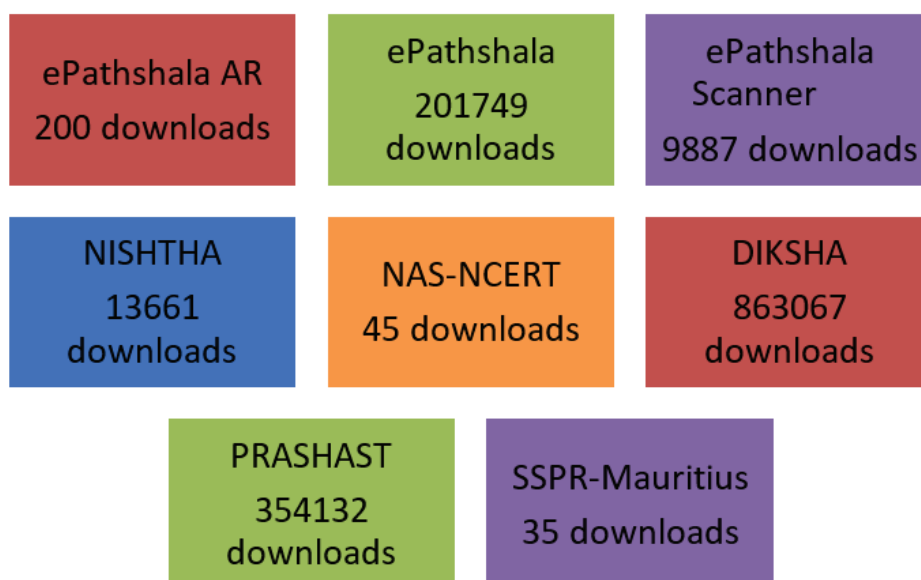 ePathshala AR
200 downloads
ePathshala
201749
downloads
ePathshala
Scanner
9887 downloads
NISHTHA
13661
downloads
NAS-NCERT
45 downloads
DIKSHA
863067
downloads
PRASHAST
354132
downloads
SSPR-Mauritius
35 downloads